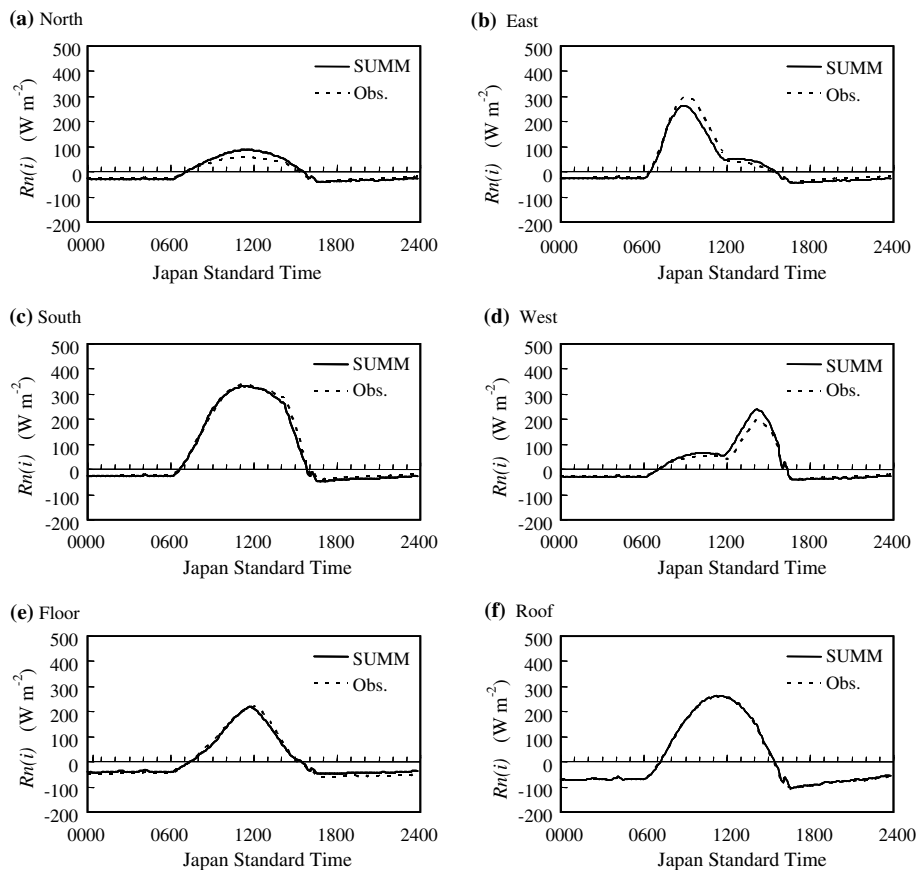 (a) North
500
400
300
200
100
0
-100
-200
Rn(i) (W m-2)
SUMM
Obs.
0000 0600 1200 1800 2400
Japan Standard Time
(b) East
500
400
300
200
100
0
-100
-200
Rn(i) (W m-2)
SUMM
Obs.
0000 0600 1200 1800 2400
Japan Standard Time
(c) South
500
400
300
200
100
0
-100
-200
Rn(i) (W m-2)
SUMM
Obs.
0000 0600 1200 1800 2400
Japan Standard Time
(d) West
500
400
300
200
100
0
-100
-200
Rn(i) (W m-2)
SUMM
Obs.
0000 0600 1200 1800 2400
Japan Standard Time
(e) Floor
500
400
300
200
100
0
-100
-200
Rn(i) (W m-2)
SUMM
Obs.
0000 0600 1200 1800 2400
Japan Standard Time
(f) Roof
500
400
300
200
100
0
-100
-200
Rn(i) (W m-2)
SUMM
Obs.
0000 0600 1200 1800 2400
Japan Standard Time